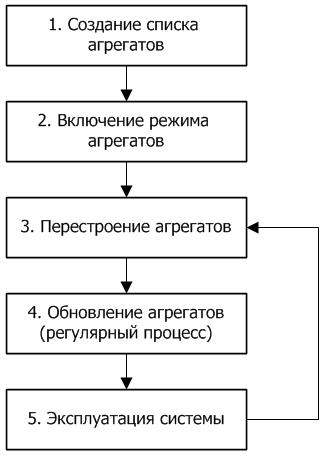 1. Создание списка
агрегатов
2. Включение режима
агрегатов
3. Перестроение агрегатов
4. Обновление агрегатов
(регулярный процесс)
5. Эксплуатация системы